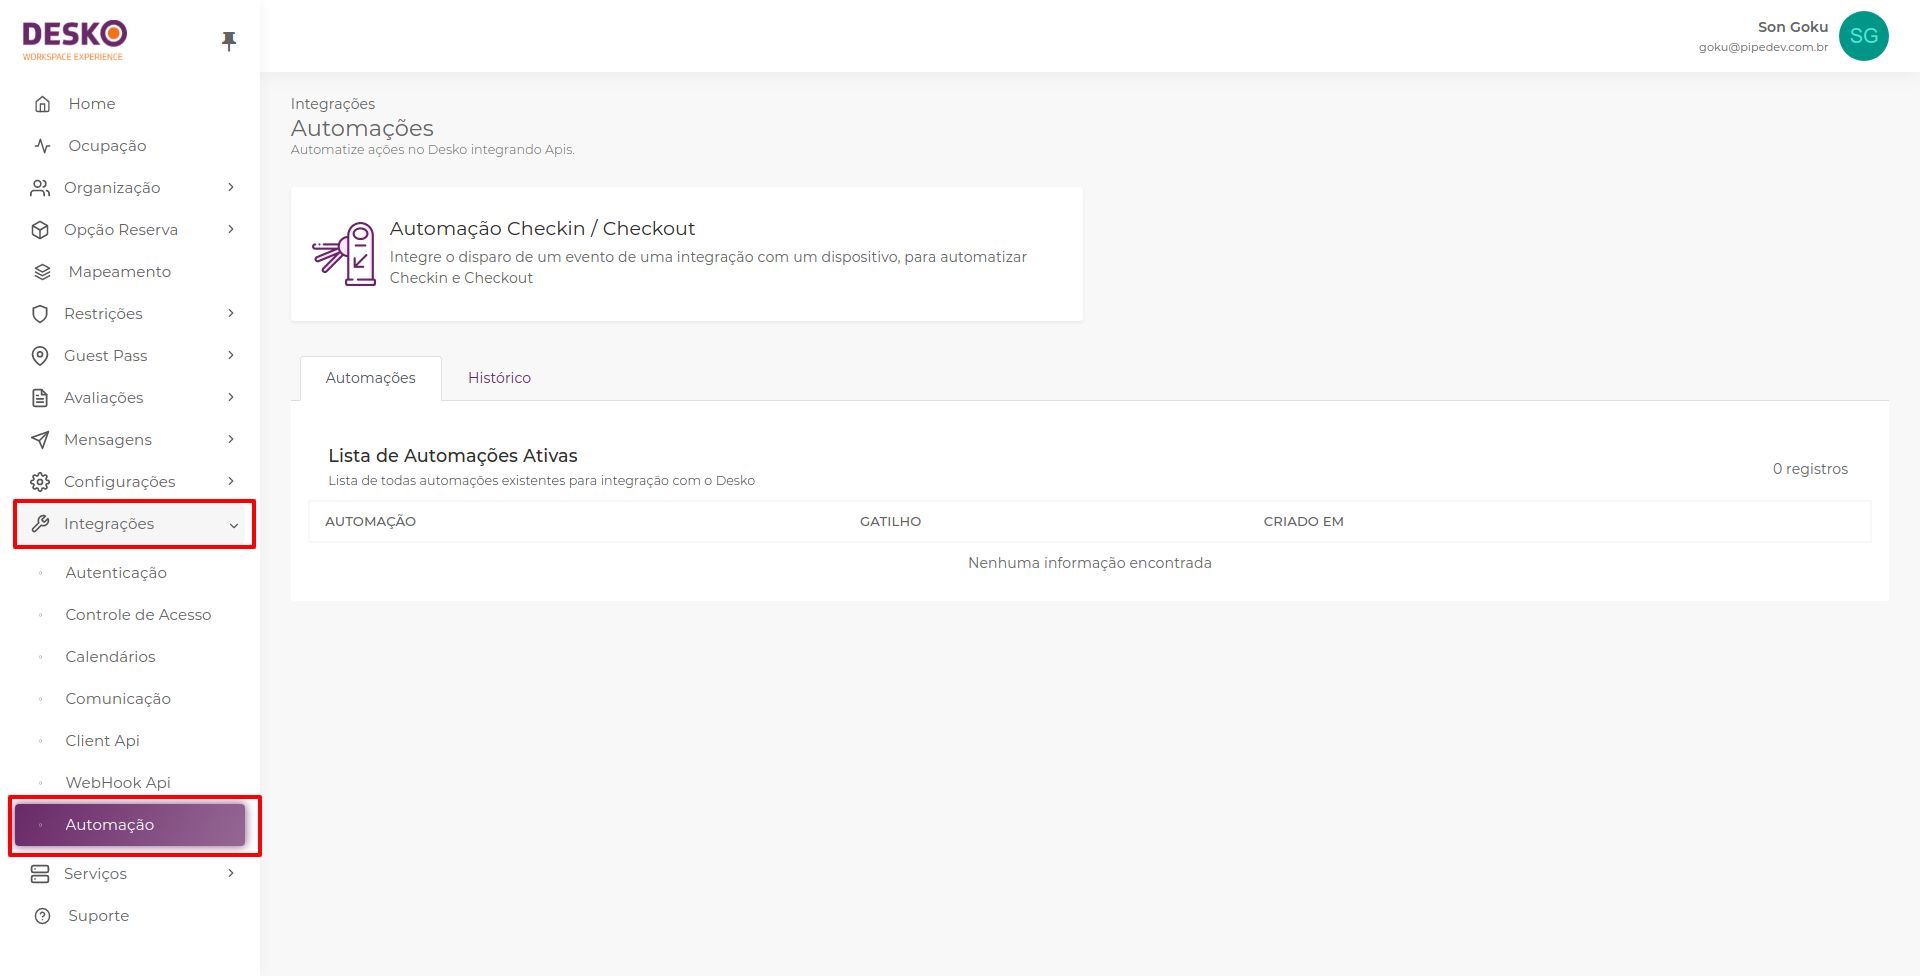 DESKO
WORKSPACE EXPERIENCE
Son Goku
goku@pipedev.com.br
SG
Home
Ocupação
Organização
Opção Reserva
Mapeamento
Restrições
Guest Pass
Avaliações
Mensagens
Configurações
Integrações
Autenticação
Controle de Acesso
Calendários
Comunicação
Client Api
WebHook Api
Automação
Serviços
Suporte
Integrações
Automações
Automatize ações no Desko integrando Apis.
Automação Checkin / Checkout
Integre o disparo de um evento de uma integração com um dispositivo, para automatizar
Checkin e Checkout
Automações
Histórico
Lista de Automações Ativas
Lista de todas automações existentes para integração com o Desko
0 registros
AUTOMAÇÃO GATILHO CRIADO EM
Nenhuma informação encontrada